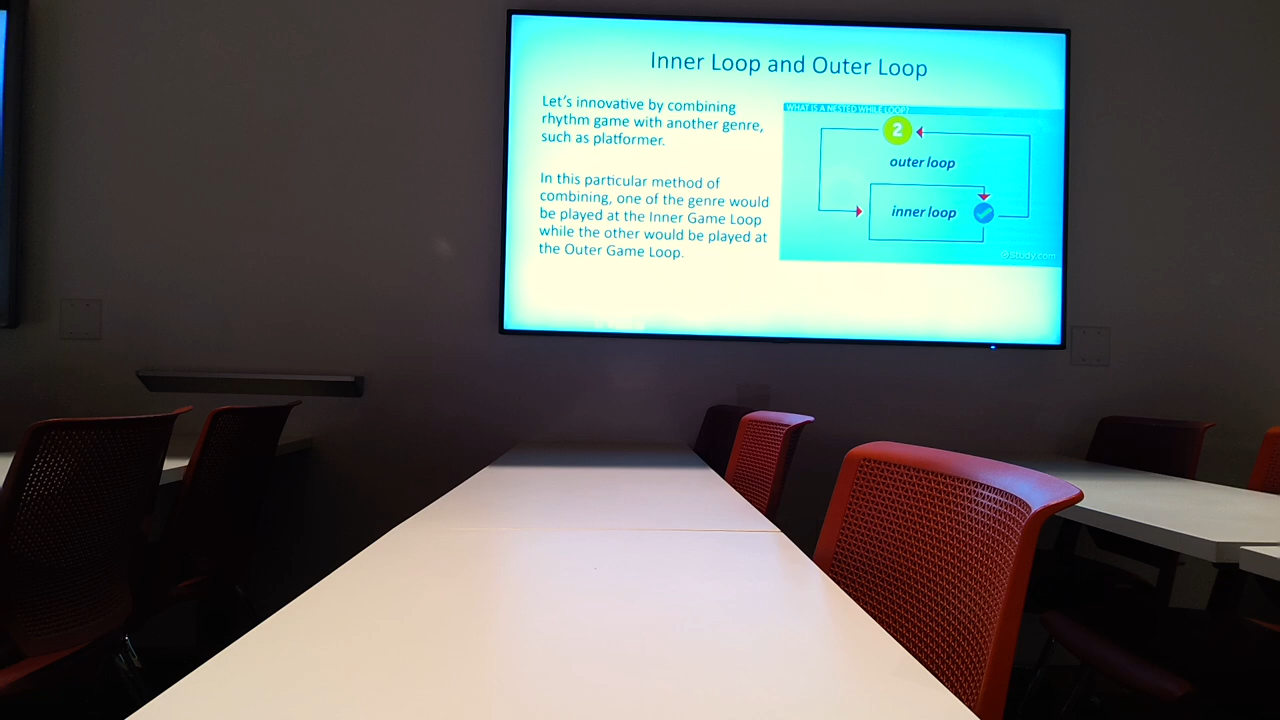 Inner Loop and Outer Loop
Let's innovative by combining
rhythm game with another genre,
such as platformer.
In this particular method of
combining, one of the genre would
be played at the Inner Game Loop
while the other would be played at
the Outer Game Loop.
WHAT IS A NESTED WHILE LOOP?
2
outer loop
inner loop
study.com